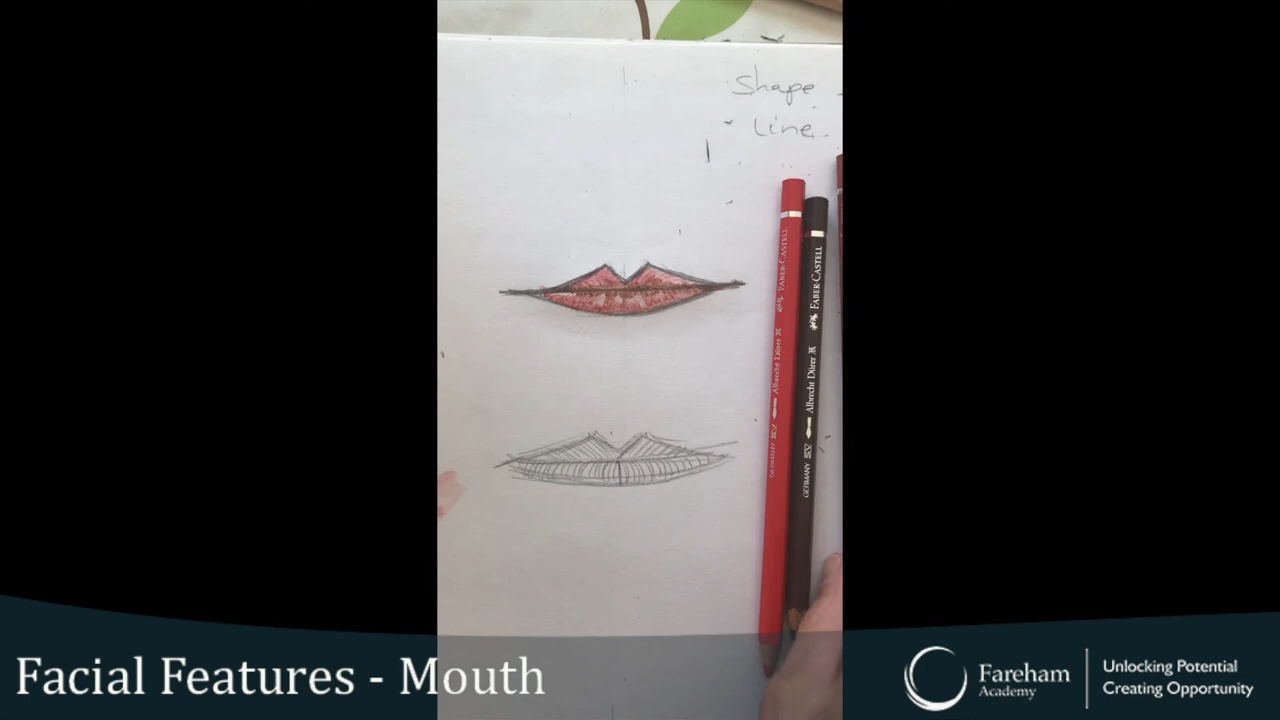 Shape
Line
FABER-CASTELL
Albrecht Dürer
GERMANY
FABER-CASTELL
Albrecht Dürer
GERMANY
Facial Features - Mouth
Fareham
Academy
Unlocking Potential
Creating Opportunity